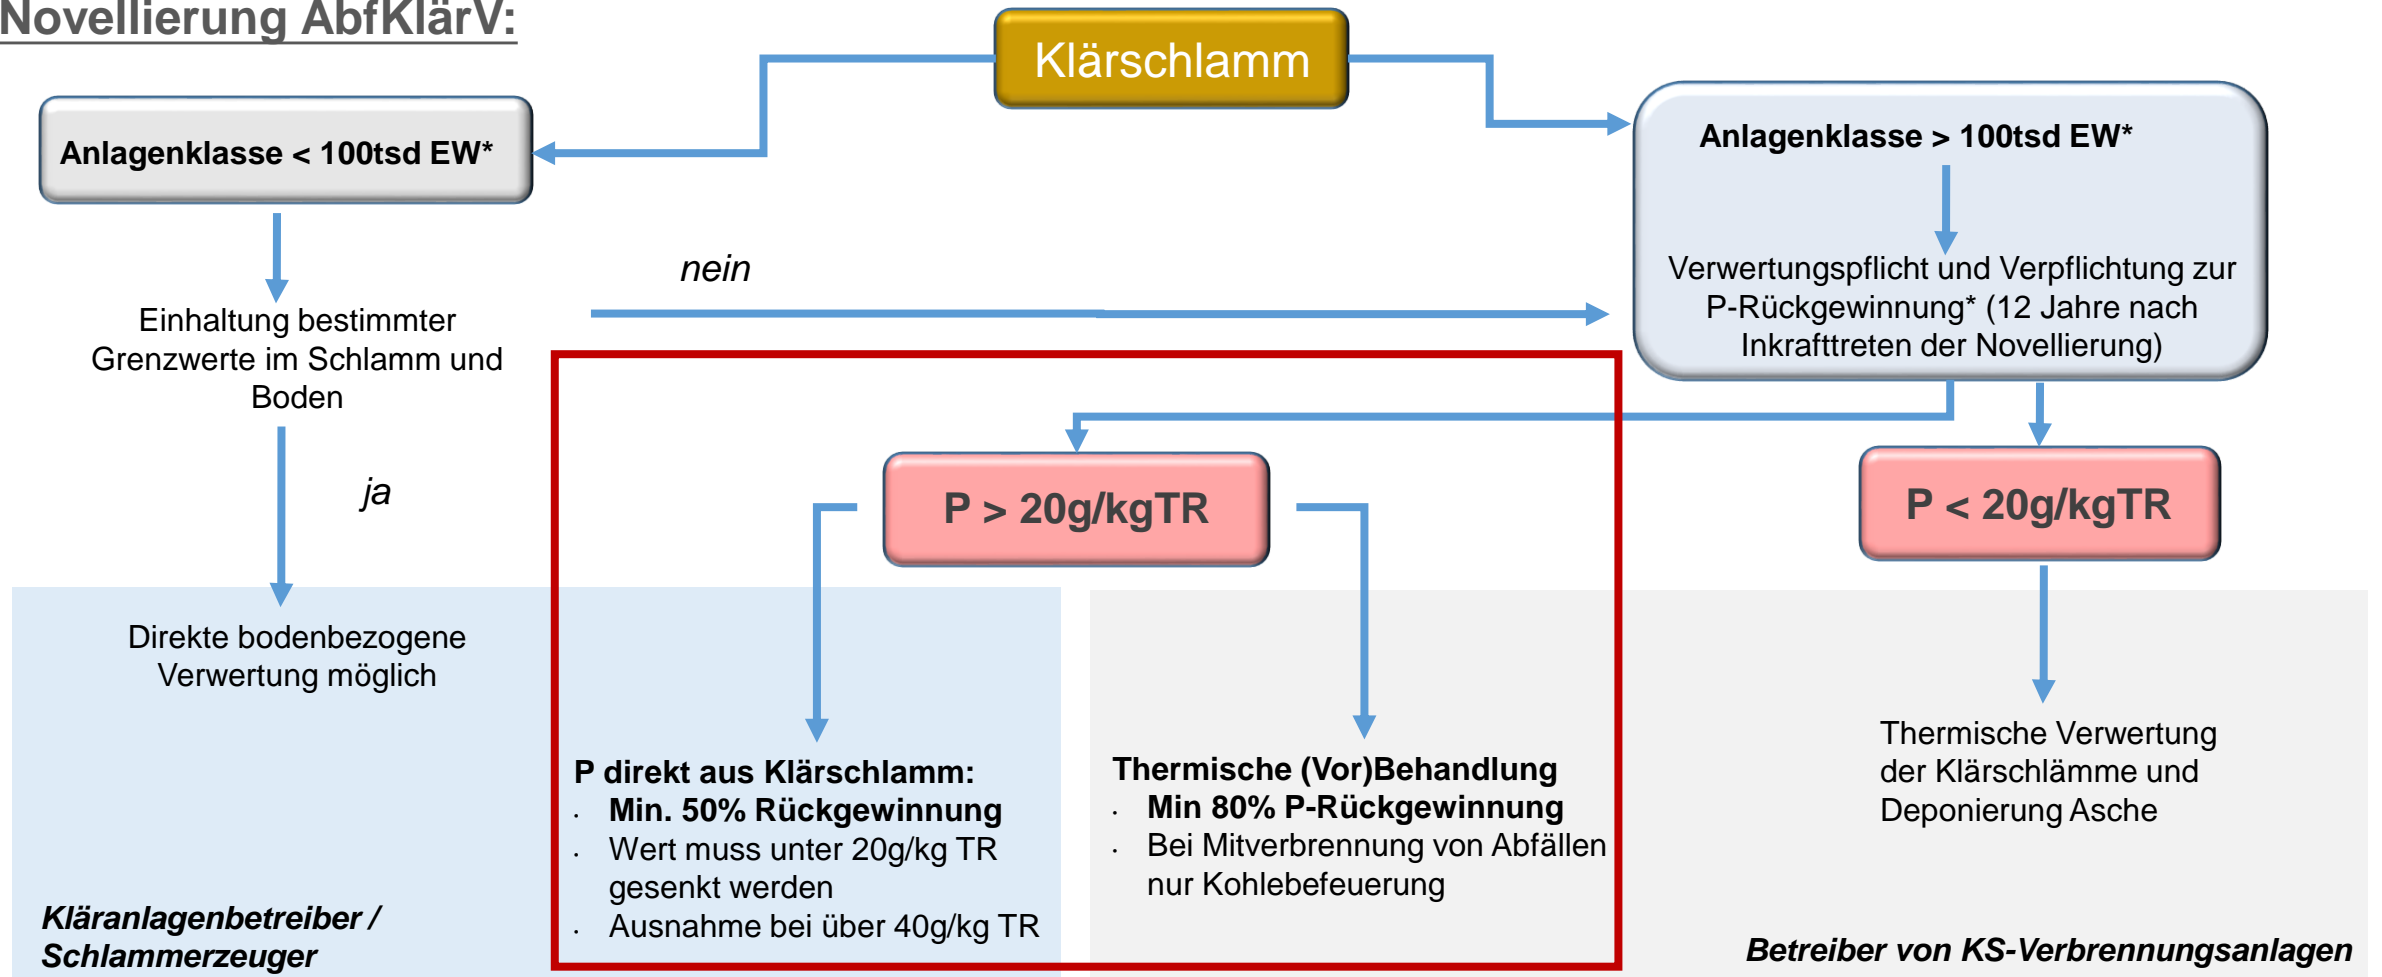 Novellierung AbfKlärV:
Klärschlamm
Anlagenklasse < 100tsd EW*
Anlagenklasse > 100tsd EW*
nein
Verwertungspflicht und Verpflichtung zur
P-Rückgewinnung* (12 Jahre nach
Inkrafttreten der Novellierung)
Einhaltung bestimmter
Grenzwerte im Schlamm und
Boden
ja
P > 20g/kgTR
P < 20g/kgTR
Direkte bodenbezogene
Verwertung möglich
P direkt aus Klärschlamm:
· Min. 50% Rückgewinnung
· Wert muss unter 20g/kg TR
gesenkt werden
· Ausnahme bei über 40g/kg TR
Thermische (Vor)Behandlung
· Min 80% P-Rückgewinnung
· Bei Mitverbrennung von Abfällen
nur Kohlebefeuerung
Thermische Verwertung
der Klärschlämme und
Deponierung Asche
Kläranlagenbetreiber /
Schlammerzeuger
Betreiber von KS-Verbrennungsanlagen